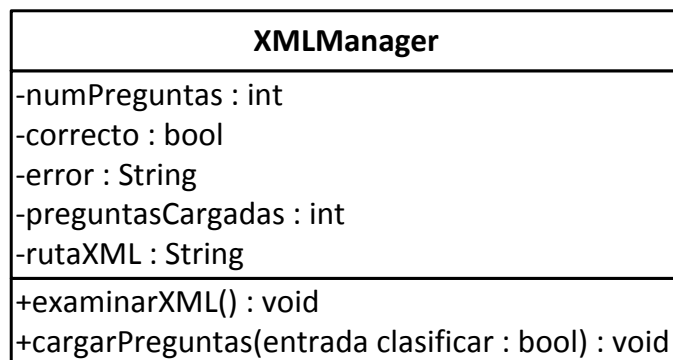 XMLManager
-numPreguntas : int
-correcto : bool
-error : String
-preguntasCargadas : int
-rutaXML : String
+examinarXML() : void
+cargarPreguntas(entrada clasificar : bool) : void